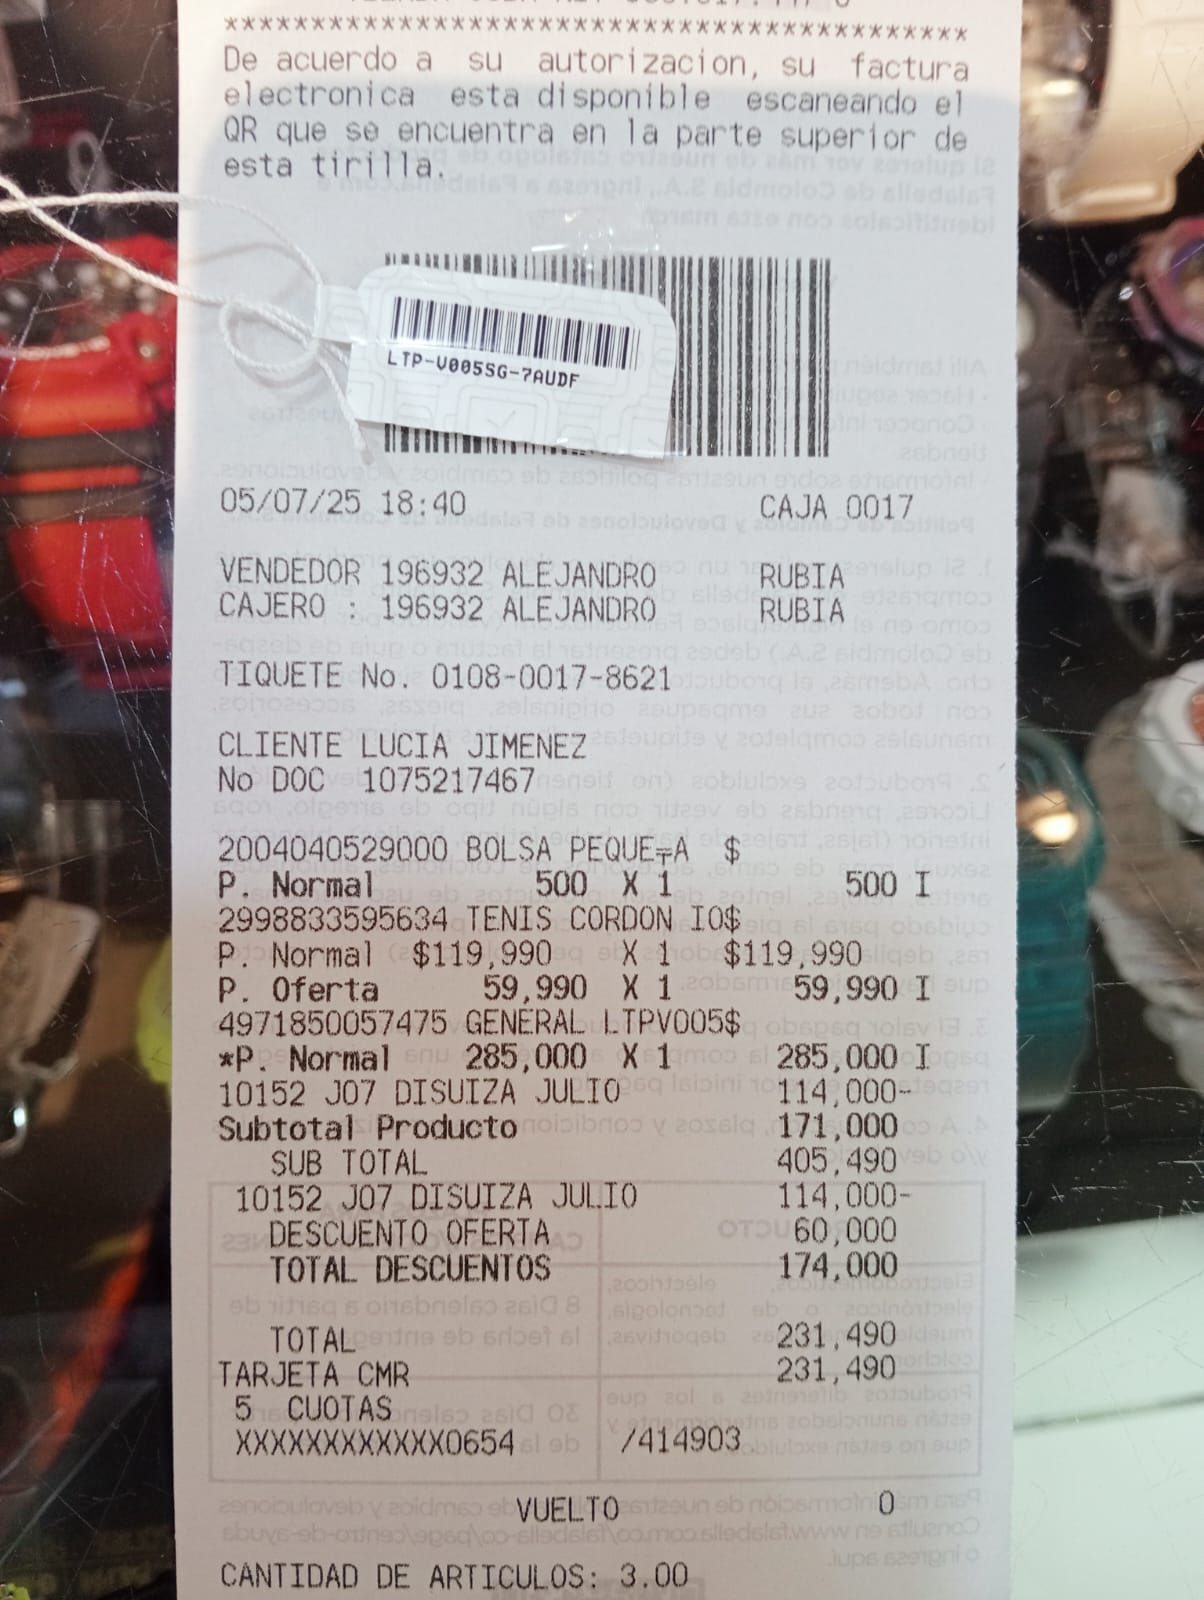 ****************************************
De acuerdo a su autorizacion, su factura
electronica esta disponible escaneando el
QR que se encuentra en la parte superior de
esta tirilla.
LTP-V005SG-7AUDF
05/07/25 18:40 CAJA 0017
VENDEDOR 196932 ALEJANDRO RUBIA
CAJERO : 196932 ALEJANDRO RUBIA
TIQUETE No. 0108-0017-8621
CLIENTE LUCIA JIMENEZ
No DOC 1075217467
2004040529000 BOLSA PEQUE╤A $
P. Normal 500 X 1 500 I
2998833595634 TENIS CORDON IO$
P. Normal $119,990 X 1 $119,990
P. Oferta 59,990 X 1 59,990 I
4971850057475 GENERAL LTPV005$
*P. Normal 285,000 X 1 285,000 I
10152 J07 DISUIZA JULIO 114,000-
Subtotal Producto 171,000
SUB TOTAL 405,490
10152 J07 DISUIZA JULIO 114,000-
DESCUENTO OFERTA 60,000
TOTAL DESCUENTOS 174,000
TOTAL 231,490
TARJETA CMR 231,490
5 CUOTAS
XXXXXXXXXXXX0654 /414903
VUELTO 0
CANTIDAD DE ARTICULOS: 3.00